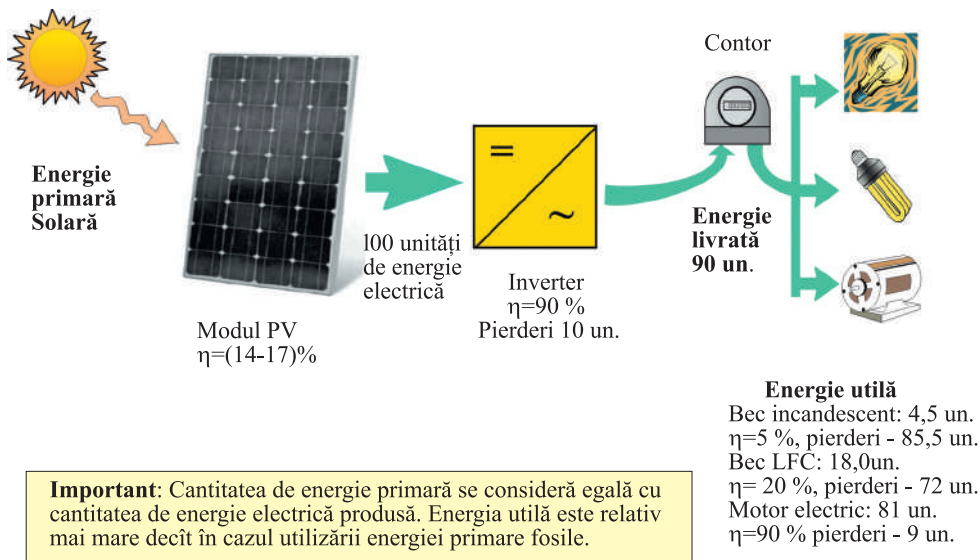 Energie
primară
Solară
Modul PV
η=(14-17)%
100 unități
de energie
electrică
=
~
Inverter
η=90 %
Pierderi 10 un.
Contor
Energie
livrată
90 un.
Energie utilă
Bec incandescent: 4,5 un.
η=5 %, pierderi - 85,5 un.
Bec LFC: 18,0un.
η= 20 %, pierderi - 72 un.
Motor electric: 81 un.
η=90 % pierderi - 9 un.
Important: Cantitatea de energie primară se consideră egală cu
cantitatea de energie electrică produsă. Energia utilă este relativ
mai mare decît în cazul utilizării energiei primare fosile.